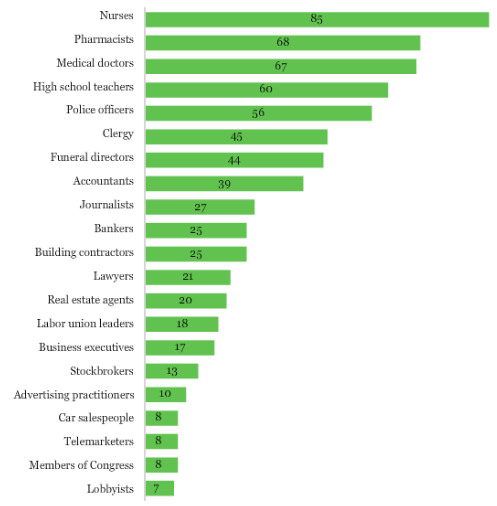 Nurses 85
Pharmacists 68
Medical doctors 67
High school teachers 60
Police officers 56
Clergy 45
Funeral directors 44
Accountants 39
Journalists 27
Bankers 25
Building contractors 25
Lawyers 21
Real estate agents 20
Labor union leaders 18
Business executives 17
Stockbrokers 13
Advertising practitioners 10
Car salespeople 8
Telemarketers 8
Members of Congress 8
Lobbyists 7